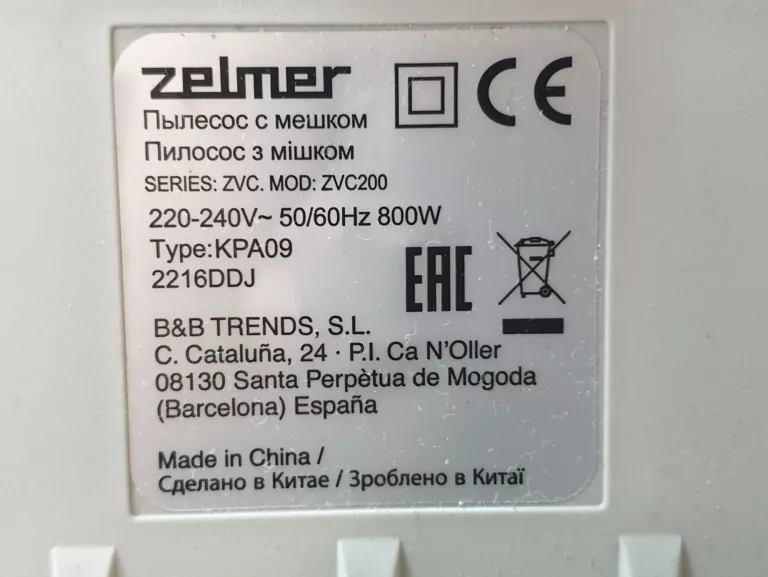 zelmer
CE
Пылесос с мешком
Пилосос з мішком
SERIES: ZVC. MOD: ZVC200
220-240V~ 50/60Hz 800W
Type:KPA09
2216DDJ
EAC
B&B TRENDS, S.L.
C. Cataluña, 24 · P.I. Ca N'Oller
08130 Santa Perpètua de Mogoda
(Barcelona) España
Made in China /
Сделано в Китае / Зроблено в Китаї